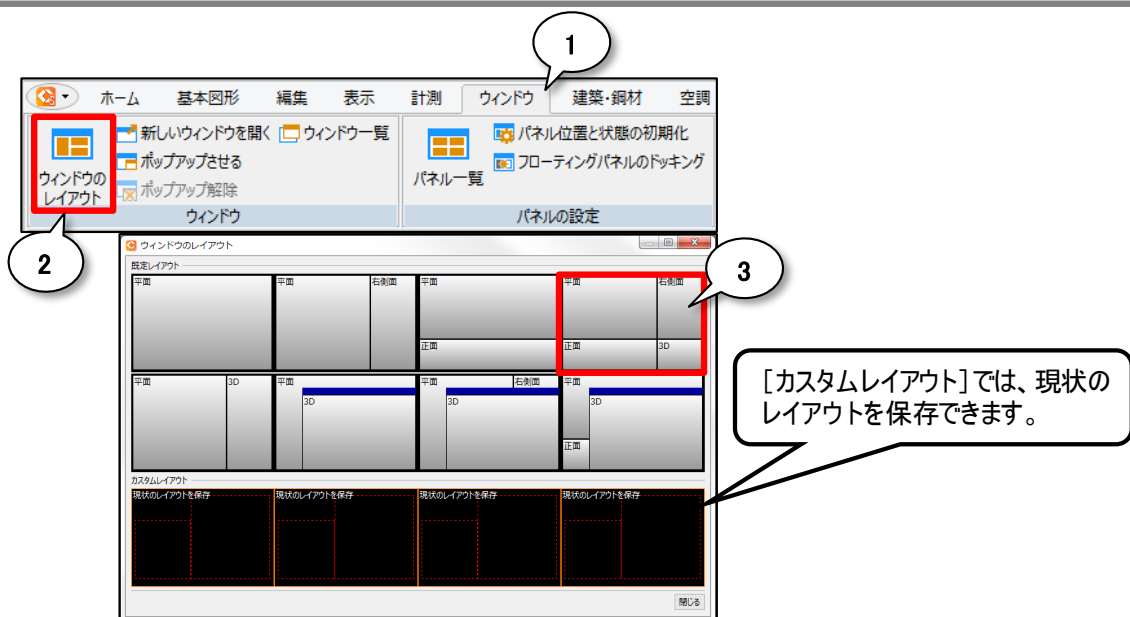 1
ホーム 基本図形 編集 表示 計測 ウィンドウ 建築・鋼材 空調
新しいウィンドウを開く ウィンドウ一覧 パネル位置と状態の初期化
ポップアップさせる フローティングパネルのドッキング
ウィンドウの
レイアウト
ポップアップ解除 パネル一覧
ウィンドウ パネルの設定
2
ウィンドウのレイアウト
3
既定レイアウト
平面 平面 右側面 平面 平面 右側面
正面 正面 3D
平面 3D 平面 平面 右側面 平面
3D 3D 3D
正面
[カスタムレイアウト]では、現状の
レイアウトを保存できます。
カスタムレイアウト
現状のレイアウトを保存 現状のレイアウトを保存 現状のレイアウトを保存 現状のレイアウトを保存
閉じる